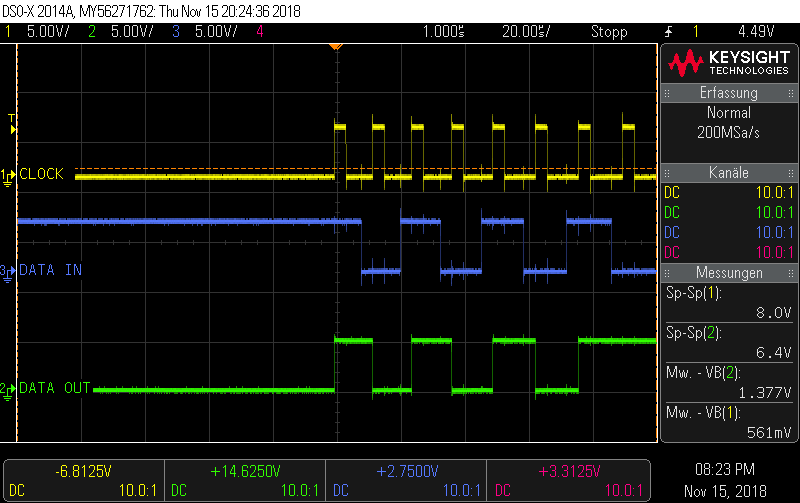 DSO-X 2014A, MY56271762: Thu Nov 15 20:24:36 2018
1 5.00V/ 2 5.00V/ 3 5.00V/ 4 1.000s 20.00s/ Stopp 1 4.49V
KEYSIGHT
TECHNOLOGIES
Erfassung
Normal
200MSa/s
Kanäle
DC 10.0:1
DC 10.0:1
DC 10.0:1
DC 10.0:1
Messungen
Sp-Sp(1):
8.0V
Sp-Sp(2):
6.4V
Mw. - VB(2):
1.377V
Mw. - VB(1):
561mV
T
1 CLOCK
3 DATA IN
2 DATA OUT
-6.8125V +14.6250V +2.7500V +3.3125V
DC 10.0:1 DC 10.0:1 DC 10.0:1 DC 10.0:1
08:23 PM
Nov 15, 2018